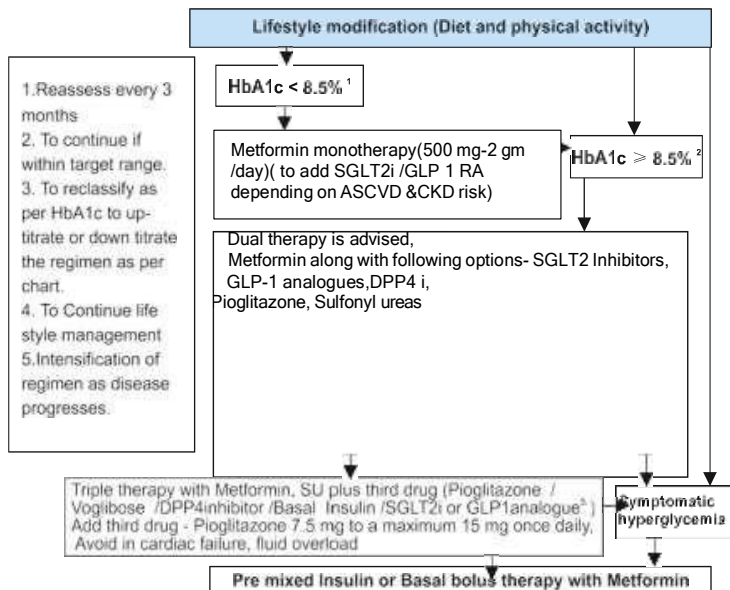 Lifestyle modification (Diet and physical activity)
1.Reassess every 3
months
2. To continue if
within target range.
3. To reclassify as
per HbA1c to up-
titrate or down titrate
the regimen as per
chart.
4. To Continue life
style management
5.Intensification of
regimen as disease
progresses.
HbA1c < 8.5% 1
Metformin monotherapy(500 mg-2 gm
/day)( to add SGLT2i /GLP 1 RA
depending on ASCVD &CKD risk)
HbA1c ≥ 8.5% 2
Dual therapy is advised,
Metformin along with following options- SGLT2 Inhibitors,
GLP-1 analogues,DPP4 i,
Pioglitazone, Sulfonyl ureas
Triple therapy with Metformin, SU plus third drug (Pioglitazone /
Voglibose /DPP4inhibitor /Basal Insulin /SGLT2i or GLP1analogue )
Add third drug - Pioglitazone 7.5 mg to a maximum 15 mg once daily,
Avoid in cardiac failure, fluid overload
Symptomatic
hyperglycemia
Pre mixed Insulin or Basal bolus therapy with Metformin